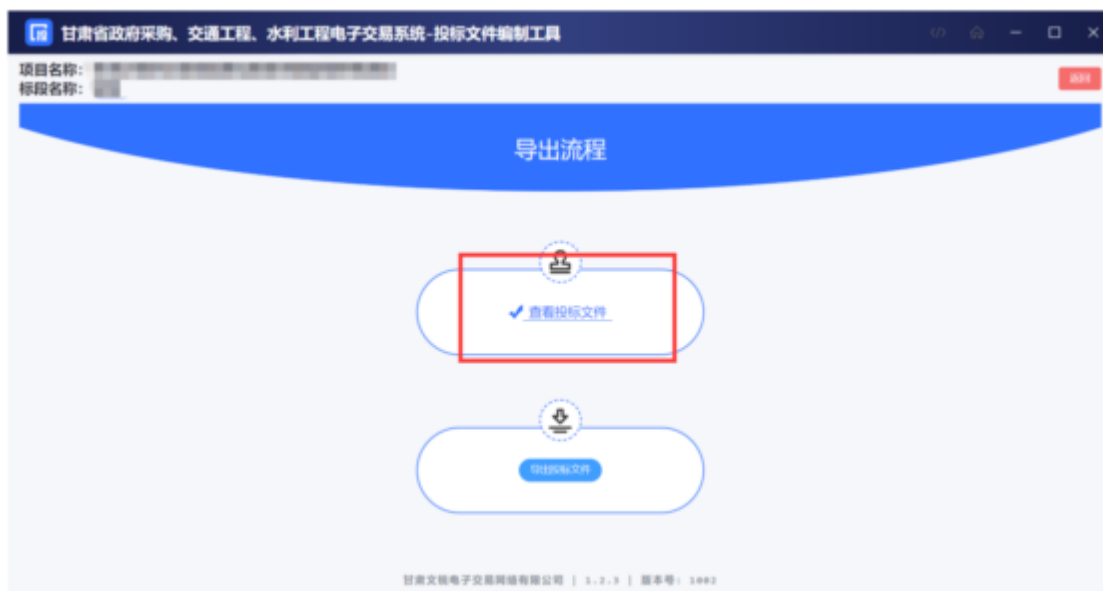 甘肃省政府采购、交通工程、水利工程电子交易系统-投标文件编制工具
项目名称：
标段名称：
返回
导出流程
查看投标文件
导出投标文件
甘肃文锐电子交易网络有限公司 | 1.2.3 | 版本号: 1002